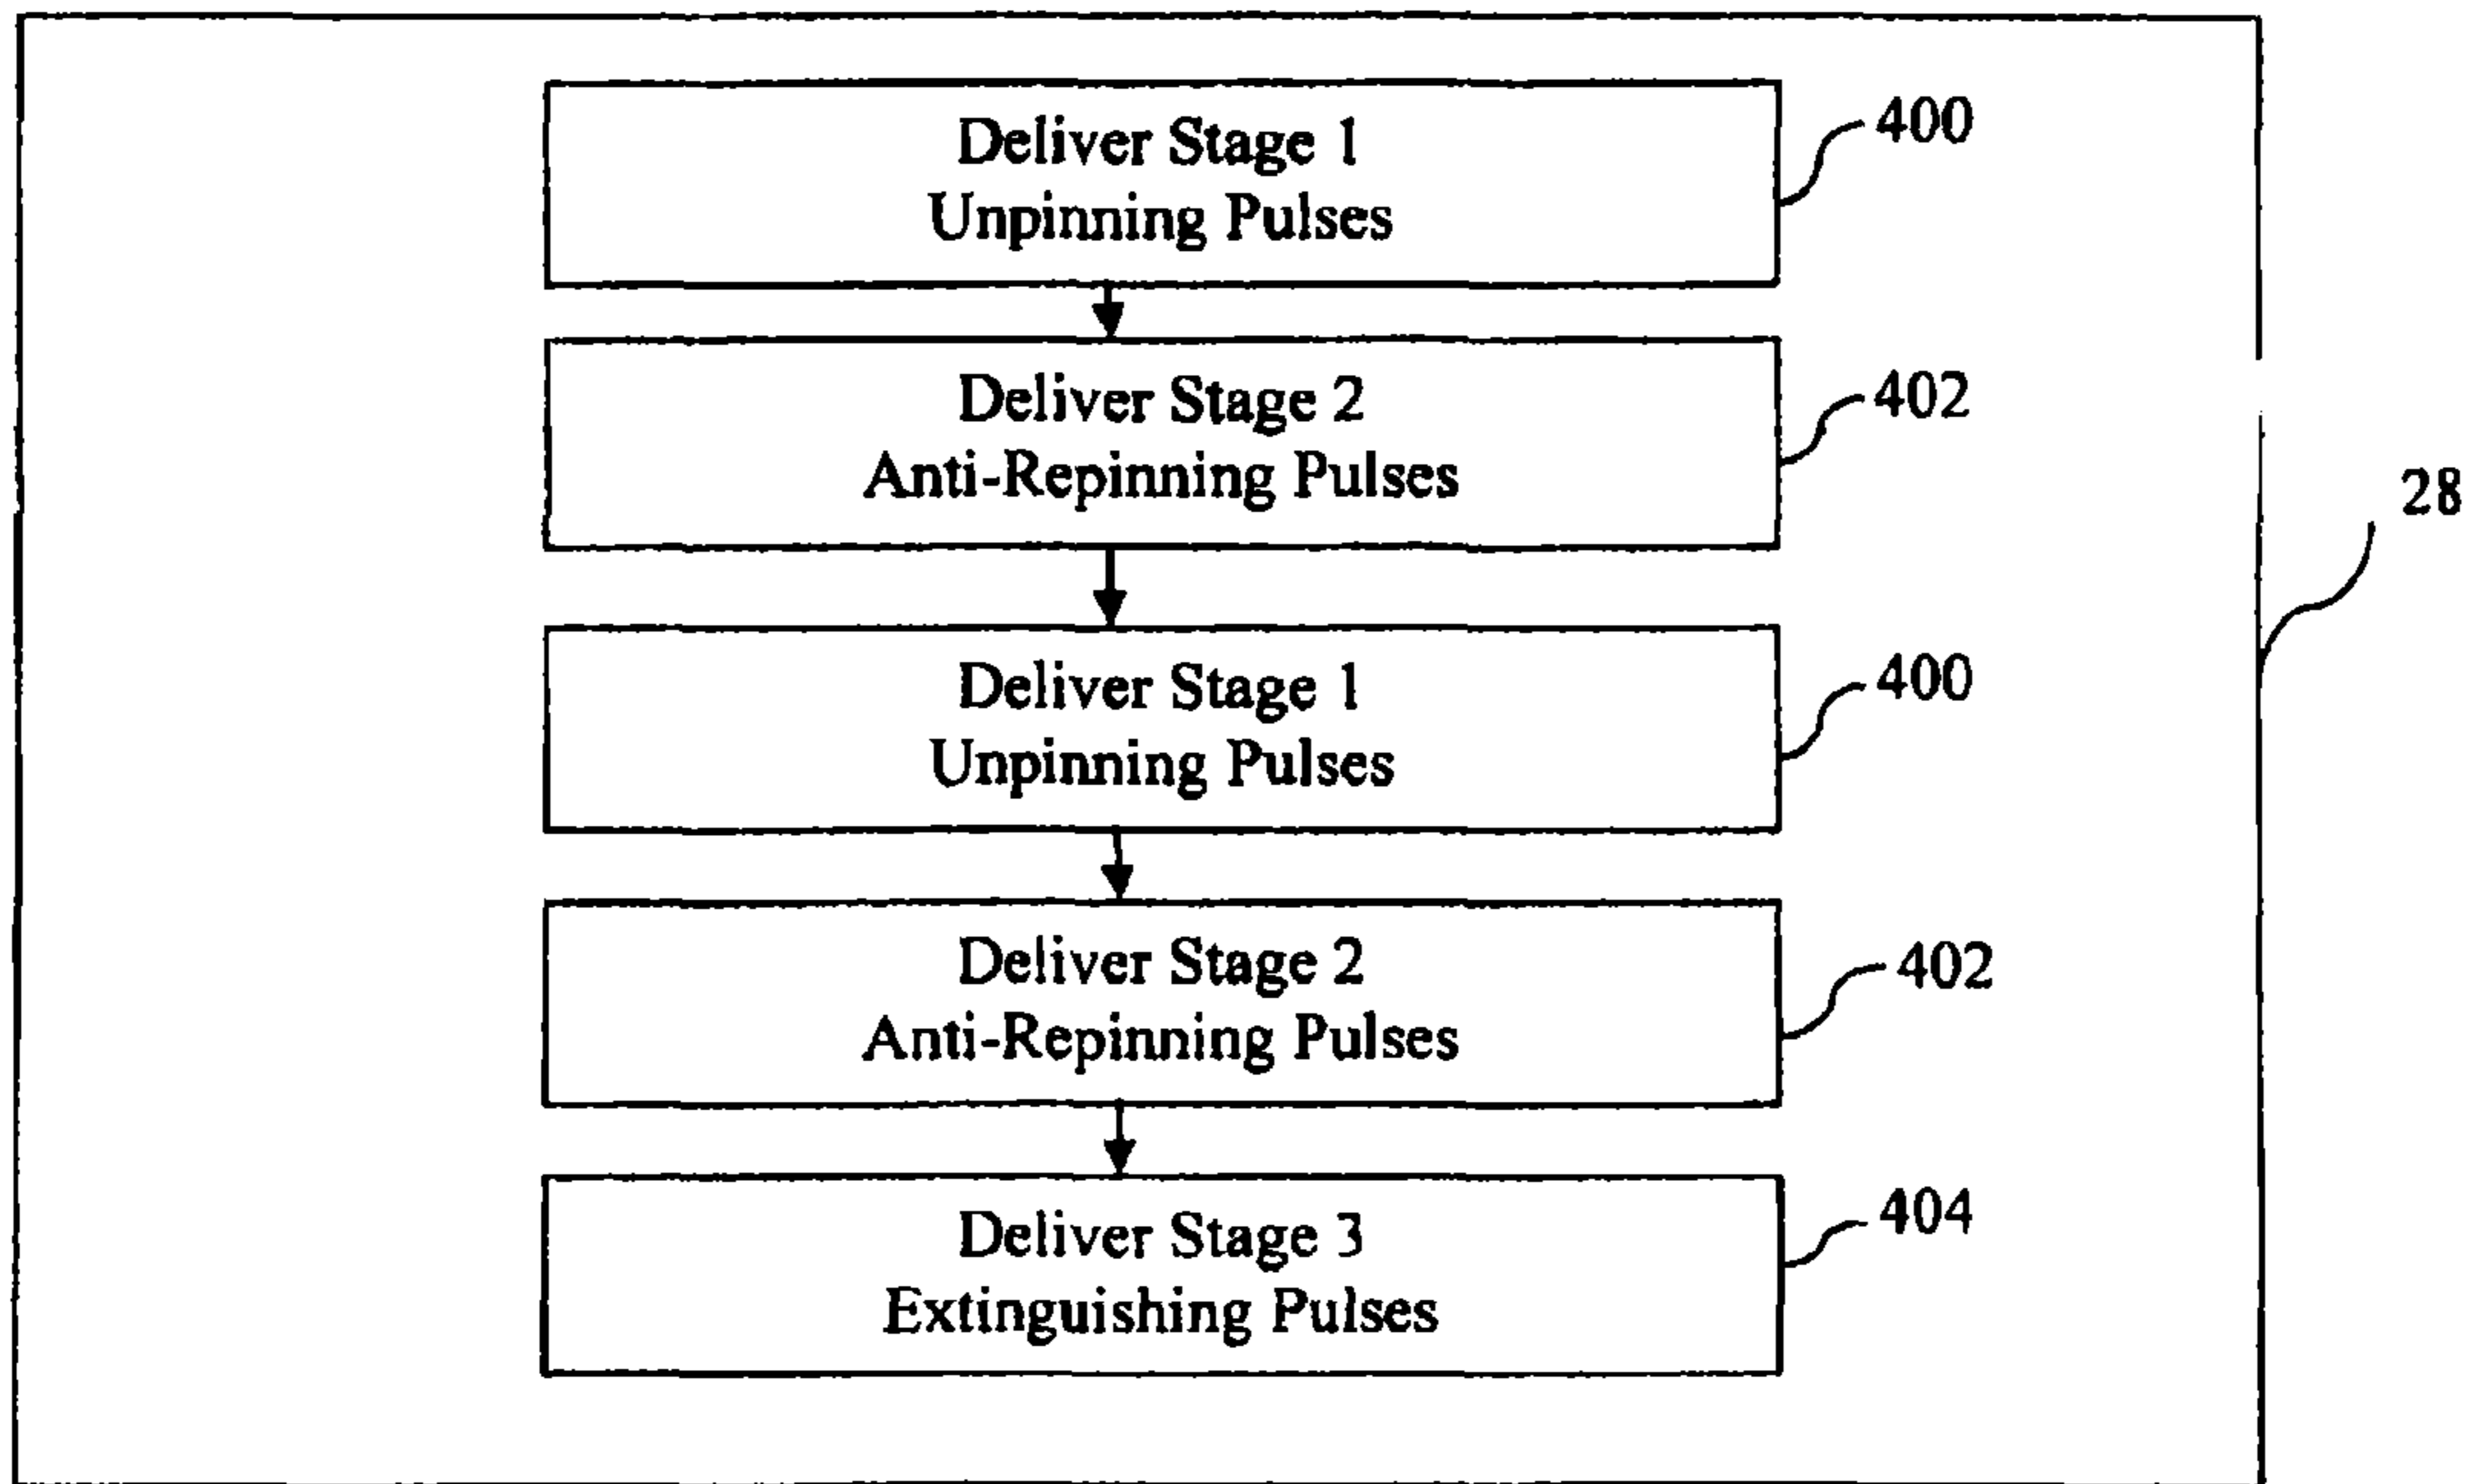 Deliver Stage 1
Unpinning Pulses
400
Deliver Stage 2
Anti-Repinning Pulses
402
28
Deliver Stage 1
Unpinning Pulses
400
Deliver Stage 2
Anti-Repinning Pulses
402
Deliver Stage 3
Extinguishing Pulses
404